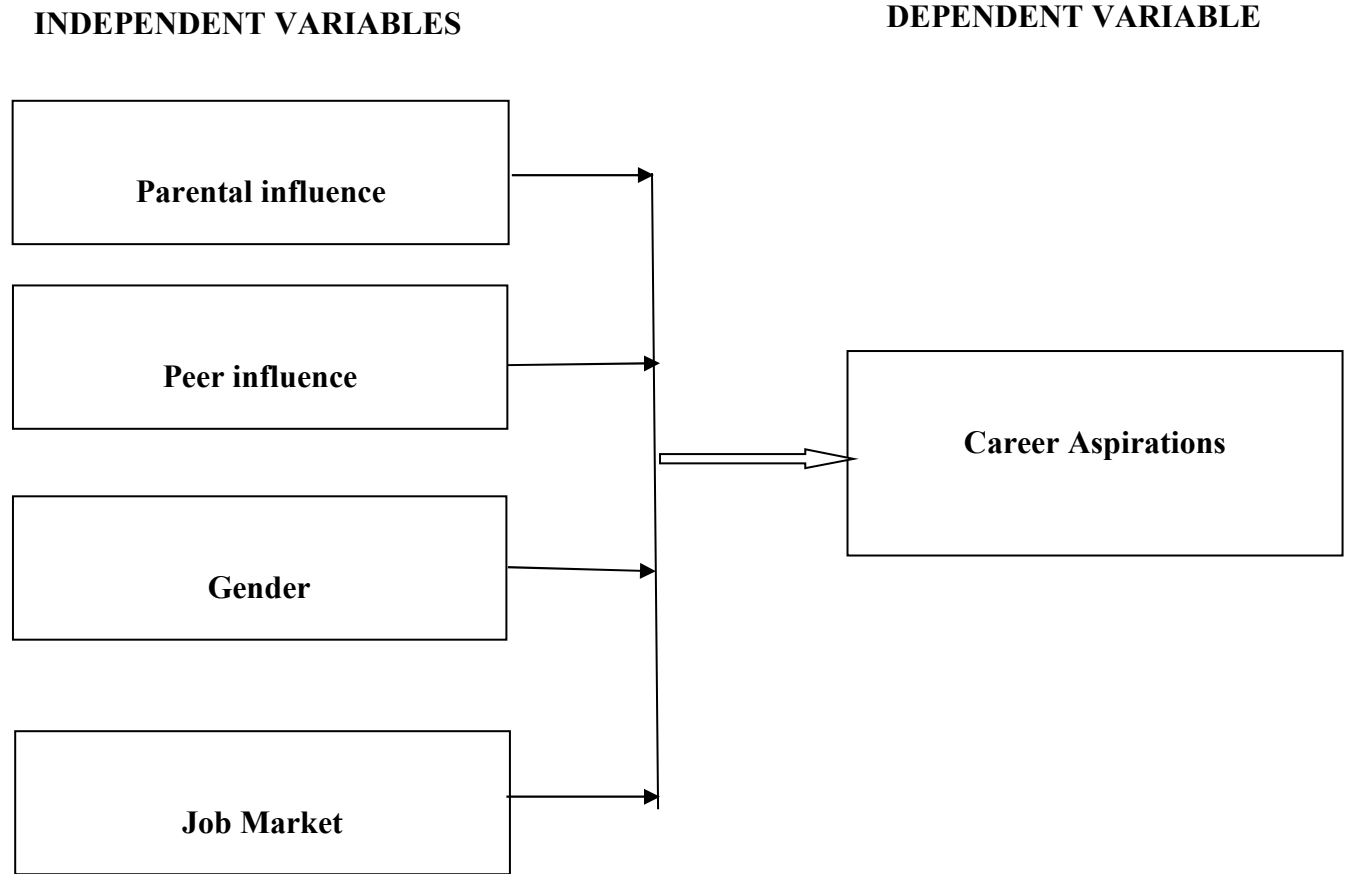 INDEPENDENT VARIABLES
DEPENDENT VARIABLE
Parental influence
Peer influence
Career Aspirations
Gender
Job Market